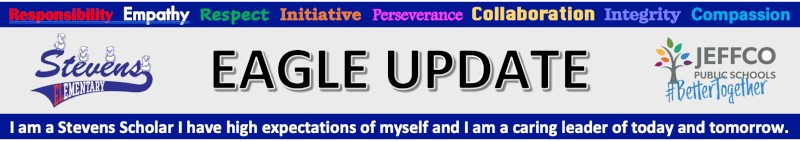 Responsibility Empathy Respect Initiative Perseverance Collaboration Integrity Compassion
Stevens
ELEMENTARY
EAGLE UPDATE
JEFFCO
PUBLIC SCHOOLS
#BetterTogether
I am a Stevens Scholar I have high expectations of myself and I am a caring leader of today and tomorrow.